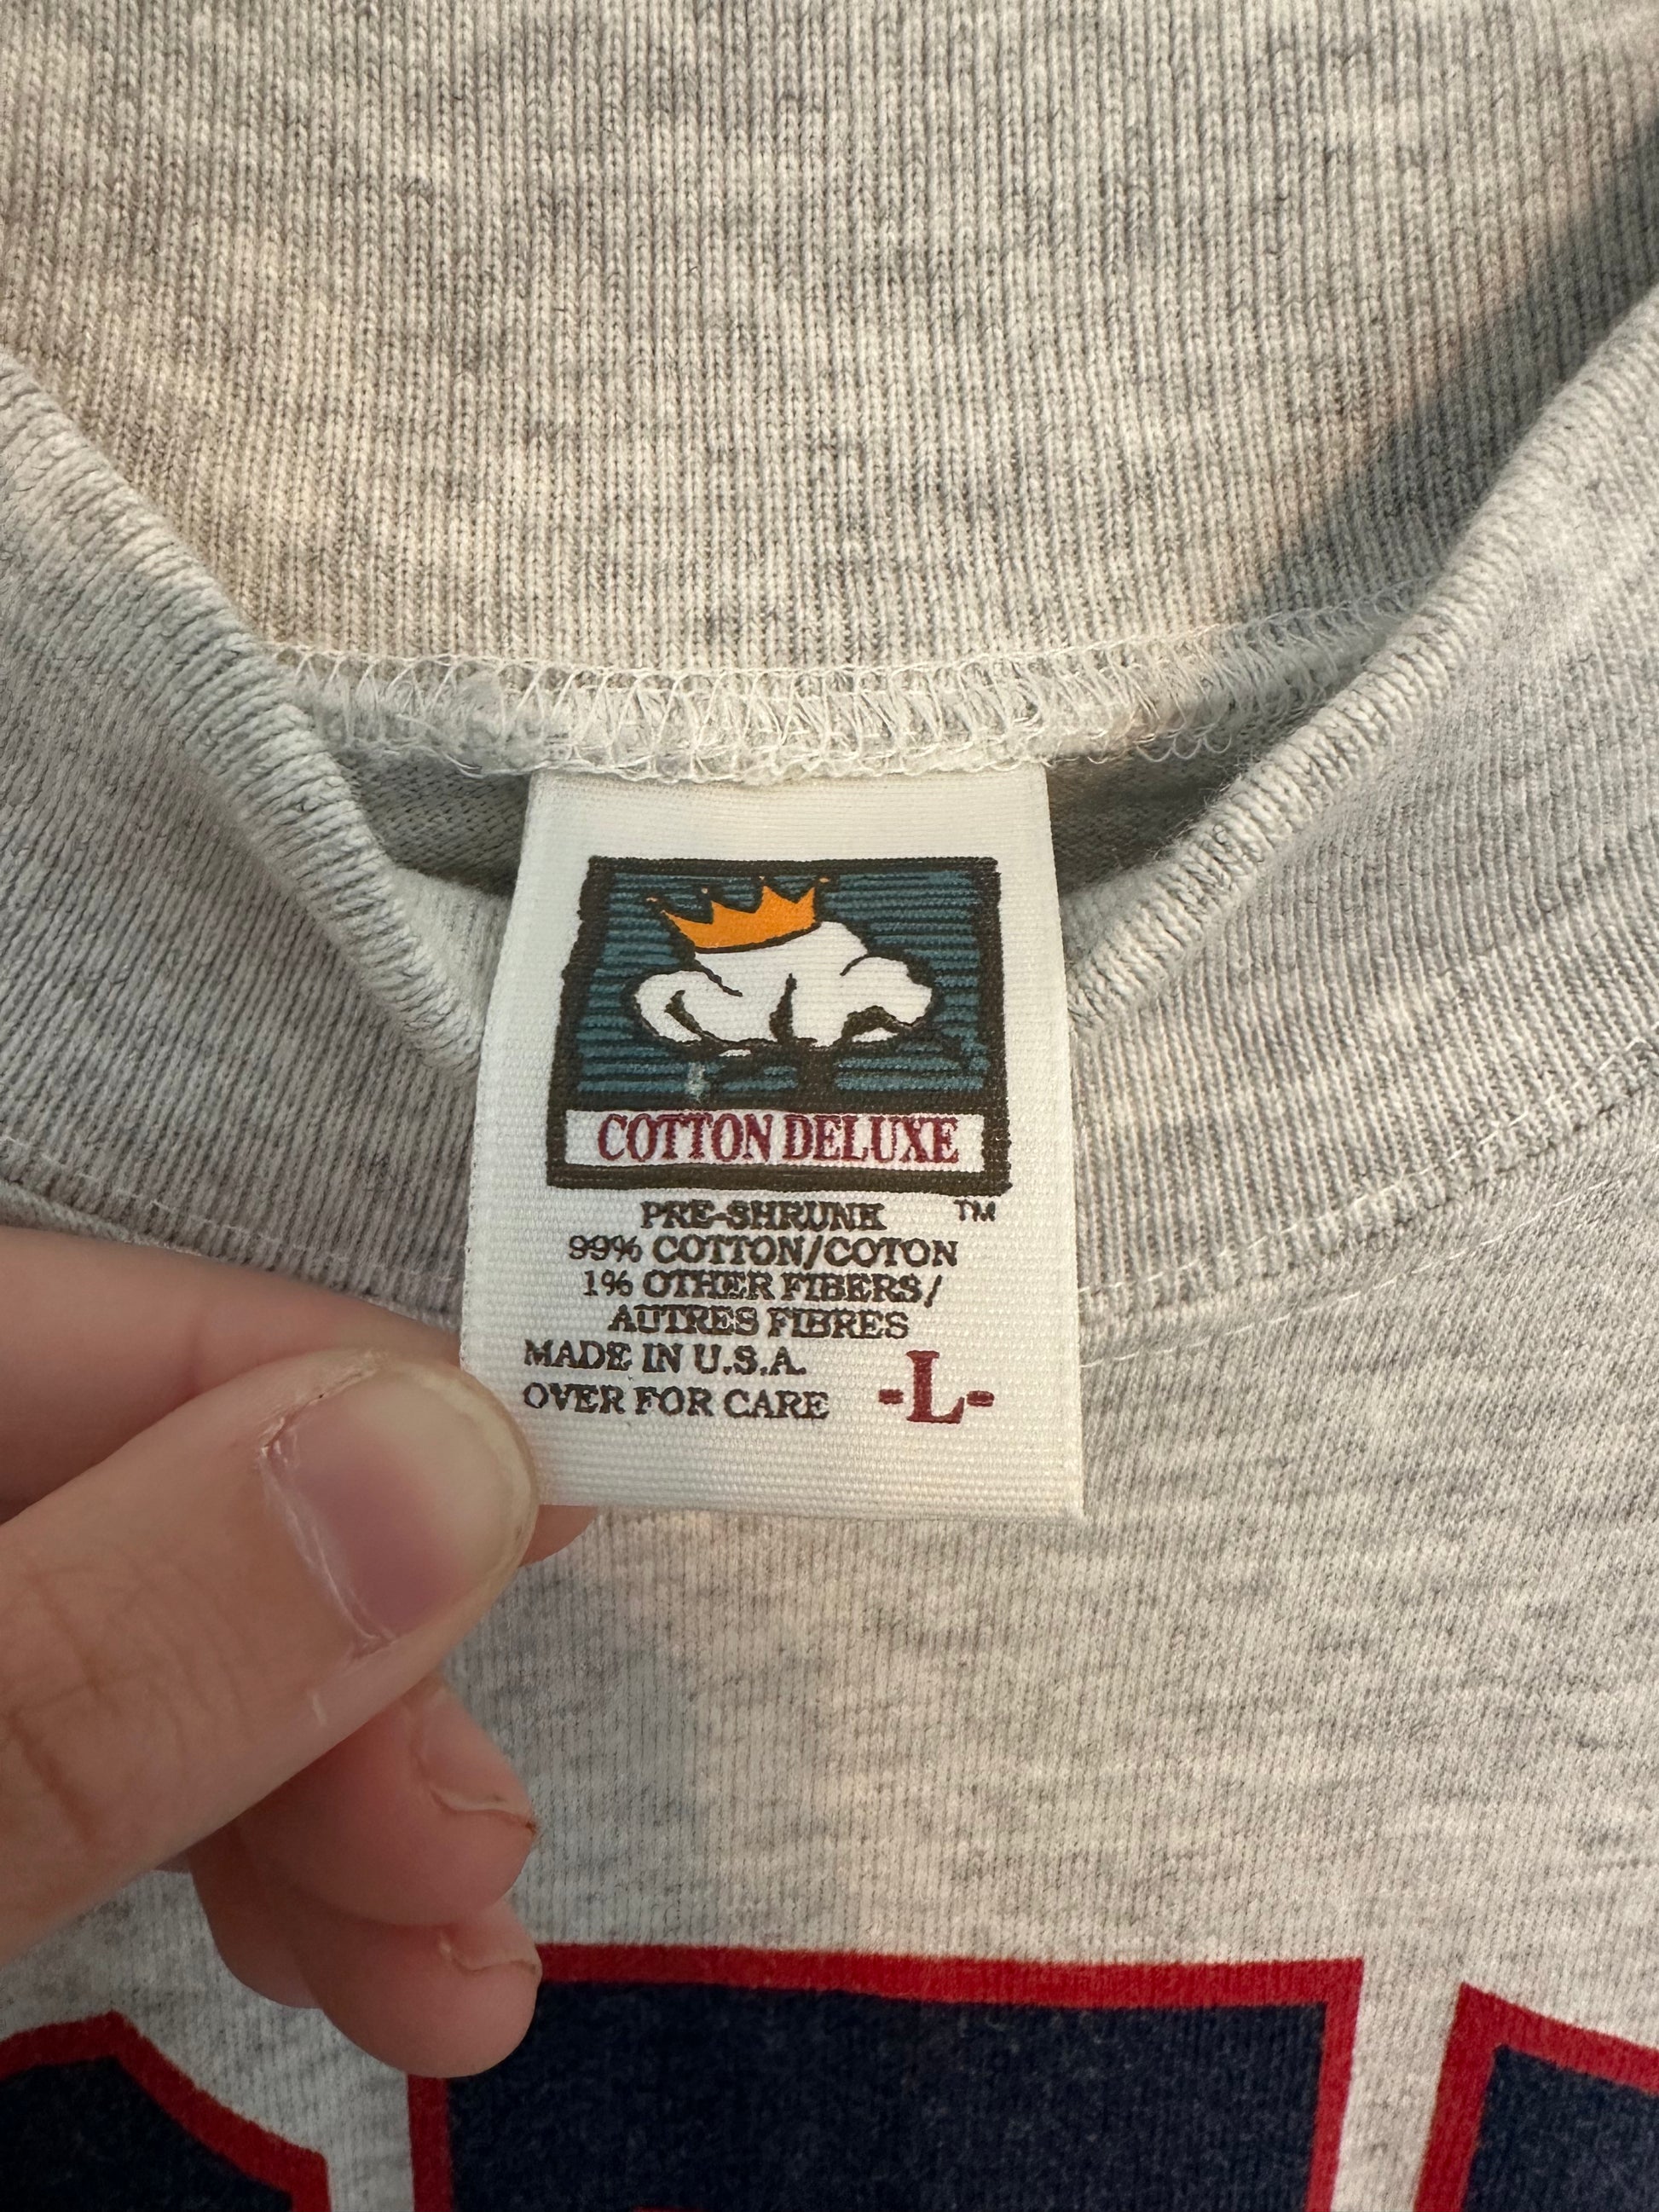 COTTON DELUXE
PRE-SHRUNK ™
99% COTTON/COTON
1% OTHER FIBERS/
AUTRES FIBRES
MADE IN U.S.A.
OVER FOR CARE -L-